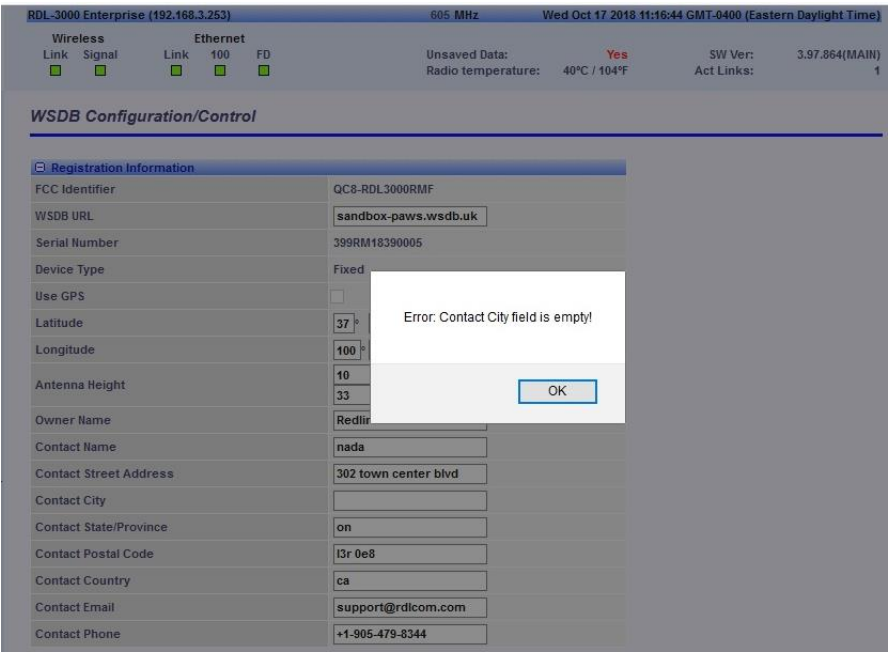 RDL-3000 Enterprise (192.168.3.253) 605 MHz Wed Oct 17 2018 11:16:44 GMT-0400 (Eastern Daylight Time)
Wireless Ethernet
Link Signal Link 100 FD Unsaved Data: Yes SW Ver: 3.97.864(MAIN)
Radio temperature: 40°C / 104°F Act Links: 1
WSDB Configuration/Control
Registration Information
FCC Identifier QC8-RDL3000RMF
WSDB URL sandbox-paws.wsdb.uk
Serial Number 399RM18390005
Device Type Fixed
Use GPS
Latitude 37 °
Longitude 100 °
Error: Contact City field is empty!
Antenna Height 10
33
OK
Owner Name
Contact Name nada
Contact Street Address 302 town center blvd
Contact City
Contact State/Province on
Contact Postal Code l3r 0e8
Contact Country ca
Contact Email support@rdlcom.com
Contact Phone +1-905-479-8344